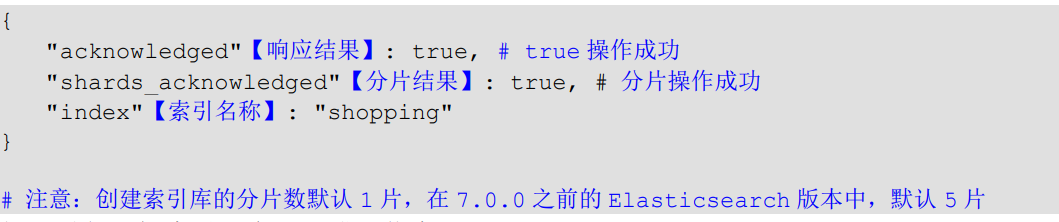 {
"acknowledged"【响应结果】: true, # true 操作成功
"shards_acknowledged"【分片结果】: true, # 分片操作成功
"index"【索引名称】: "shopping"
}
# 注意：创建索引库的分片数默认 1 片，在 7.0.0 之前的 Elasticsearch 版本中，默认 5 片